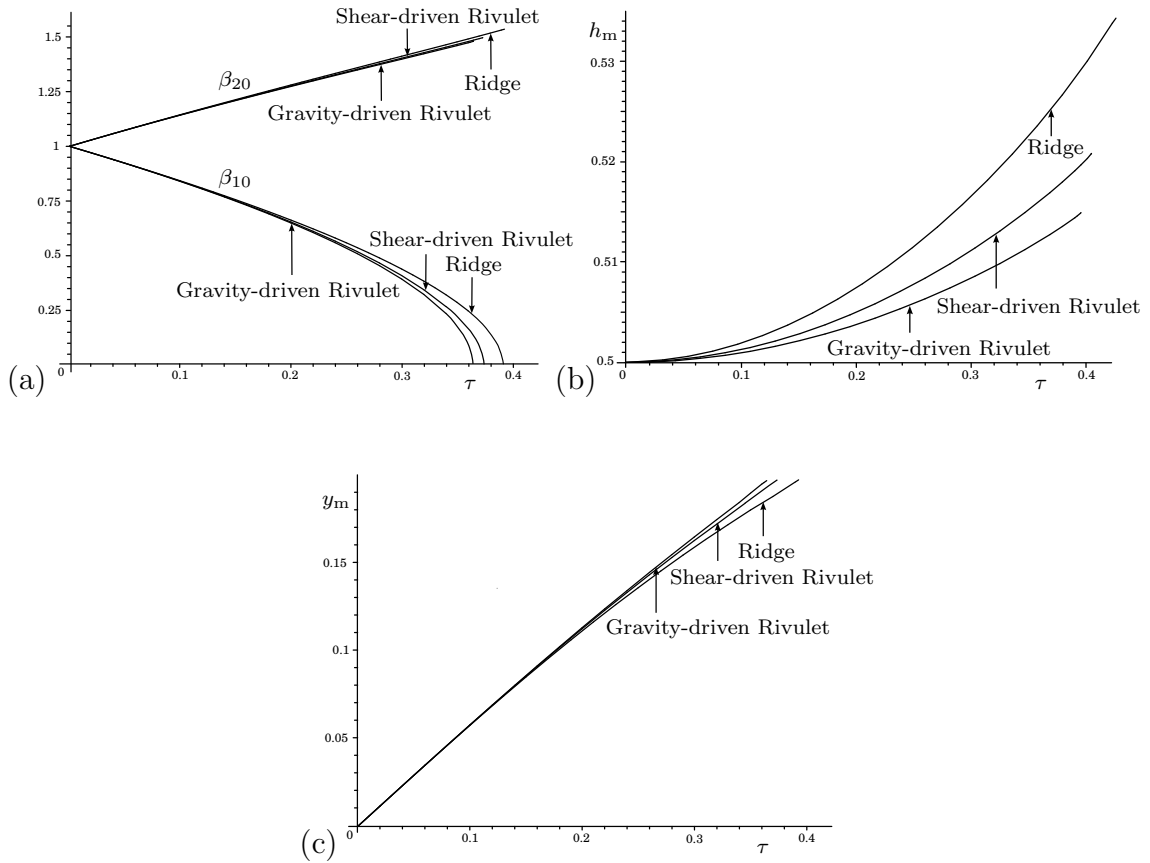 Shear-driven Rivulet
1.5
β20
Ridge
1.25
Gravity-driven Rivulet
1
β10
0.75
Shear-driven Rivulet
0.5
Ridge
Gravity-driven Rivulet
0.25
0
0.1
0.2
0.3
0.4
τ
(a)
hm
0.53
Ridge
0.52
0.51
Shear-driven Rivulet
Gravity-driven Rivulet
0.5
0
0.1
0.2
0.3
0.4
τ
(b)
ym
0.15
Ridge
Shear-driven Rivulet
Gravity-driven Rivulet
0.1
0.05
0
0.1
0.2
0.3
0.4
τ
(c)